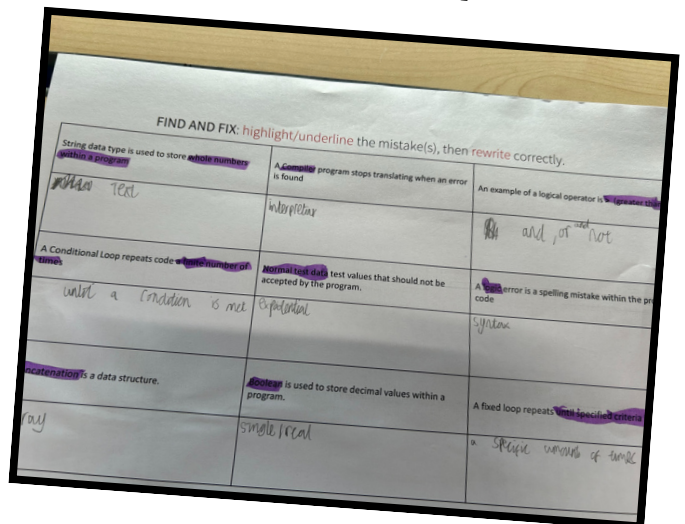 FIND AND FIX: highlight/underline the mistake(s), then rewrite correctly.
String data type is used to store whole numbers
within a program
Text
A Compiler program stops translating when an error
is found
interpreter
An example of a logical operator is > (greater tha
and, or and not
A Conditional Loop repeats code a number of
times
until a condition is met
Normal test data test values that should not be
accepted by the program.
A error is a spelling mistake within the pr
code
syntax
ncatenation is a data structure.
ray
Boolean is used to store decimal values within a
program.
single/real
A fixed loop repeats until specified criteria
a specific amount of times